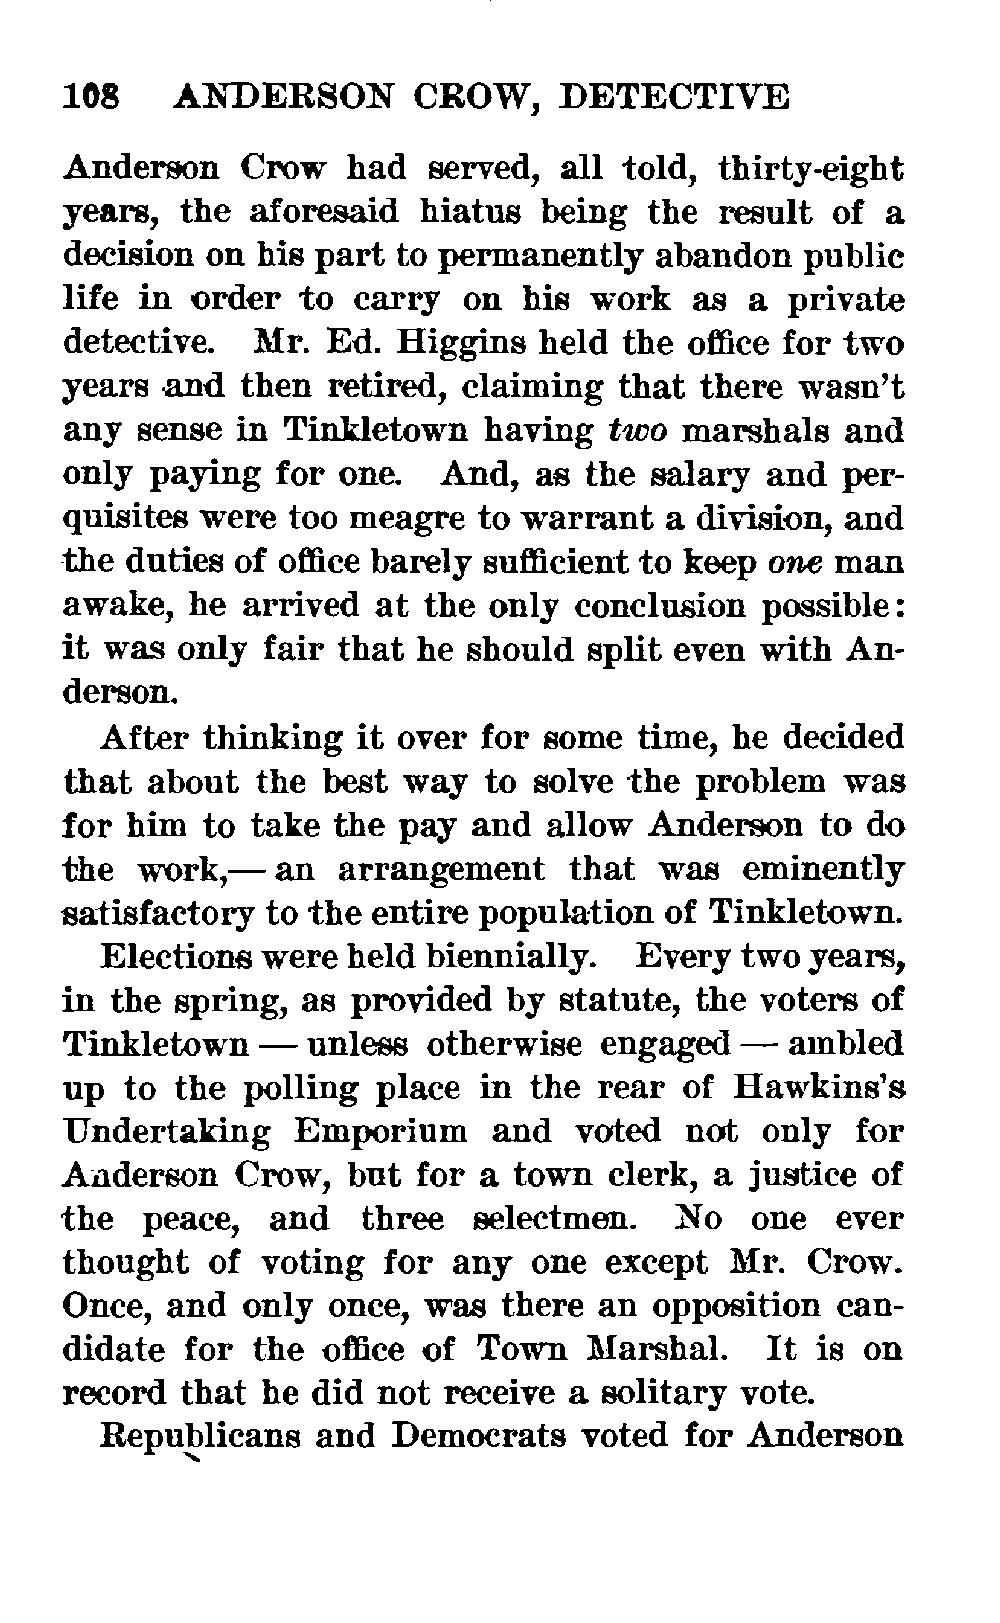 108 ANDERSON CROW, DETECTIVE
Anderson Crow had served, all told, thirty-eight
years, the aforesaid hiatus being the result of a
decision on his part to permanently abandon public
life in order to carry on his work as a private
detective. Mr. Ed. Higgins held the office for two
years and then retired, claiming that there wasn't
any sense in Tinkletown having two marshals and
only paying for one. And, as the salary and per-
quisites were too meagre to warrant a division, and
the duties of office barely sufficient to keep one man
awake, he arrived at the only conclusion possible:
it was only fair that he should split even with An-
derson.
After thinking it over for some time, he decided
that about the best way to solve the problem was
for him to take the pay and allow Anderson to do
the work,— an arrangement that was eminently
satisfactory to the entire population of Tinkletown.
Elections were held biennially. Every two years,
in the spring, as provided by statute, the voters of
Tinkletown — unless otherwise engaged — ambled
up to the polling place in the rear of Hawkins's
Undertaking Emporium and voted not only for
Anderson Crow, but for a town clerk, a justice of
the peace, and three selectmen. No one ever
thought of voting for any one except Mr. Crow.
Once, and only once, was there an opposition can-
didate for the office of Town Marshal. It is on
record that he did not receive a solitary vote.
Republicans and Democrats voted for Anderson